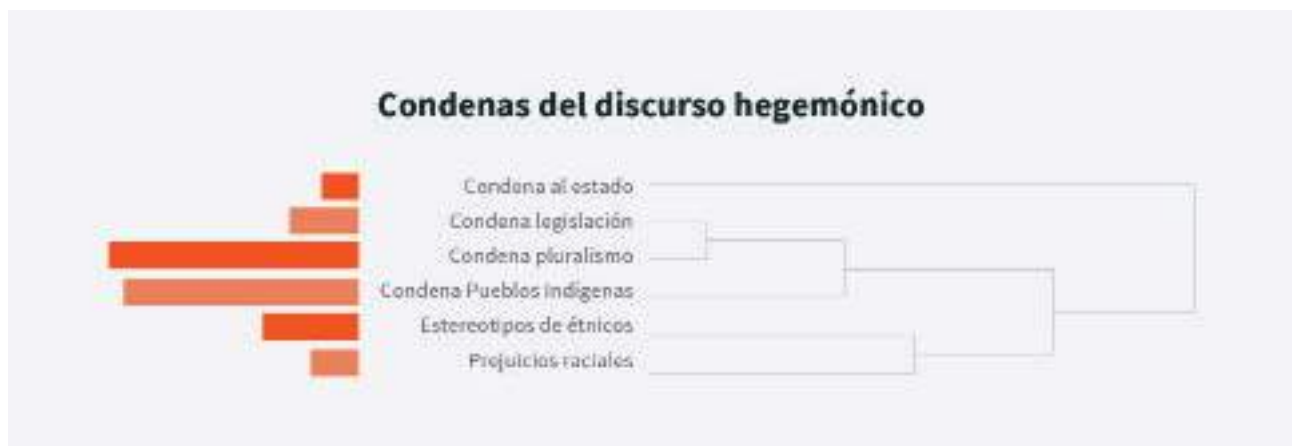 Condenas del discurso hegemónico
Condena al estado
Condena legislación
Condena pluralismo
Condena Pueblos indígenas
Estereotipos de étnicos
Prejuicios raciales